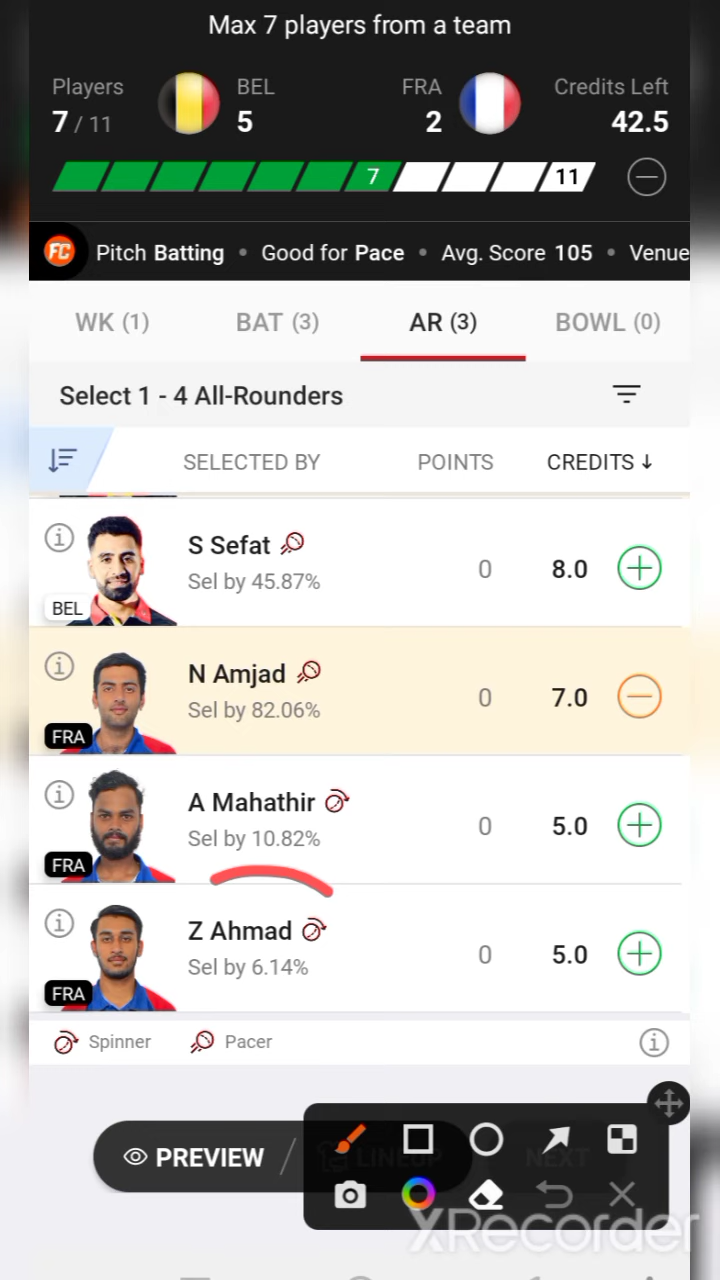 Max 7 players from a team
Players BEL FRA Credits Left
7 / 11 5 2 42.5
7 11
FC Pitch Batting • Good for Pace • Avg. Score 105 • Venue
WK (1) BAT (3) AR (3) BOWL (0)
Select 1 - 4 All-Rounders
SELECTED BY POINTS CREDITS ↓
S Sefat
Sel by 45.87% 0 8.0
BEL
N Amjad
Sel by 82.06% 0 7.0
FRA
A Mahathir
Sel by 10.82% 0 5.0
FRA
Z Ahmad
Sel by 6.14% 0 5.0
FRA
Spinner Pacer
PREVIEW / LINEUP NEXT
XRecorder